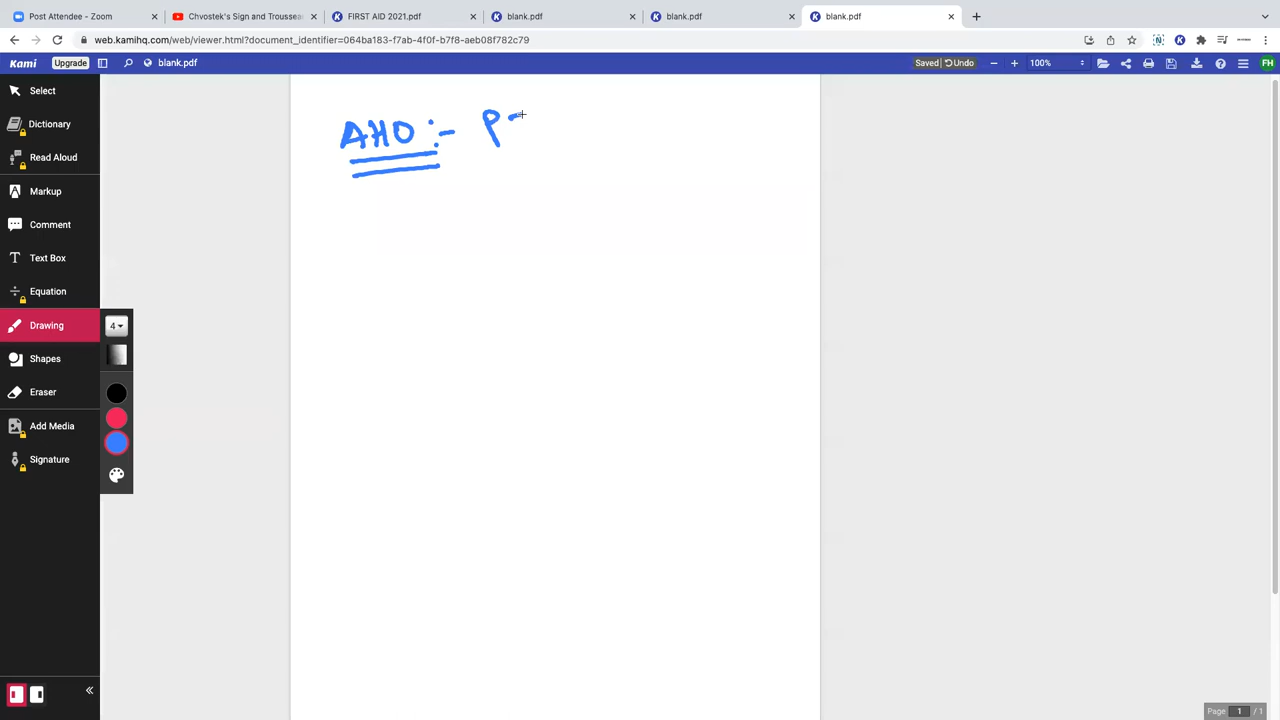 Post Attendee - Zoom
Chvostek's Sign and Troussea
FIRST AID 2021.pdf
blank.pdf
blank.pdf
blank.pdf
web.kamihq.com/web/viewer.html?document_identifier=064ba183-f7ab-4f0f-b7f8-aeb08f782c79
Kami
Upgrade
blank.pdf
Saved
Undo
100%
FH
Select
Dictionary
Read Aloud
Markup
Comment
Text Box
Equation
Drawing
Shapes
Eraser
Add Media
Signature
4
AHO :- P
Page 1 / 1